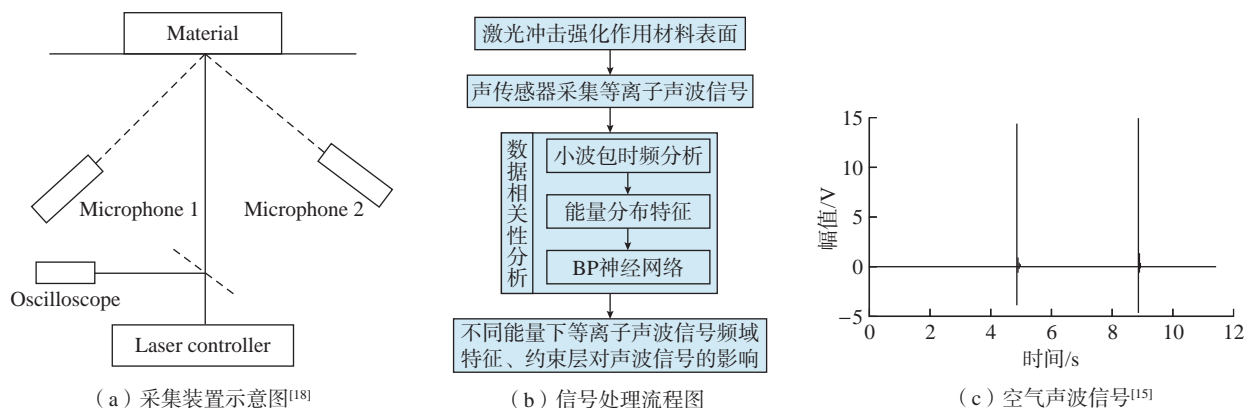 Material
Microphone 1
Microphone 2
Oscilloscope
Laser controller
(a)采集装置示意图[18]
激光冲击强化作用材料表面
声传感器采集等离子声波信号
数据相关性分析
小波包时频分析
能量分布特征
BP神经网络
不同能量下等离子声波信号频域
特征、约束层对声波信号的影响
(b)信号处理流程图
幅值/V
15
10
5
0
−5
0 2 4 6 8 10 12
时间/s
(c)空气声波信号[15]